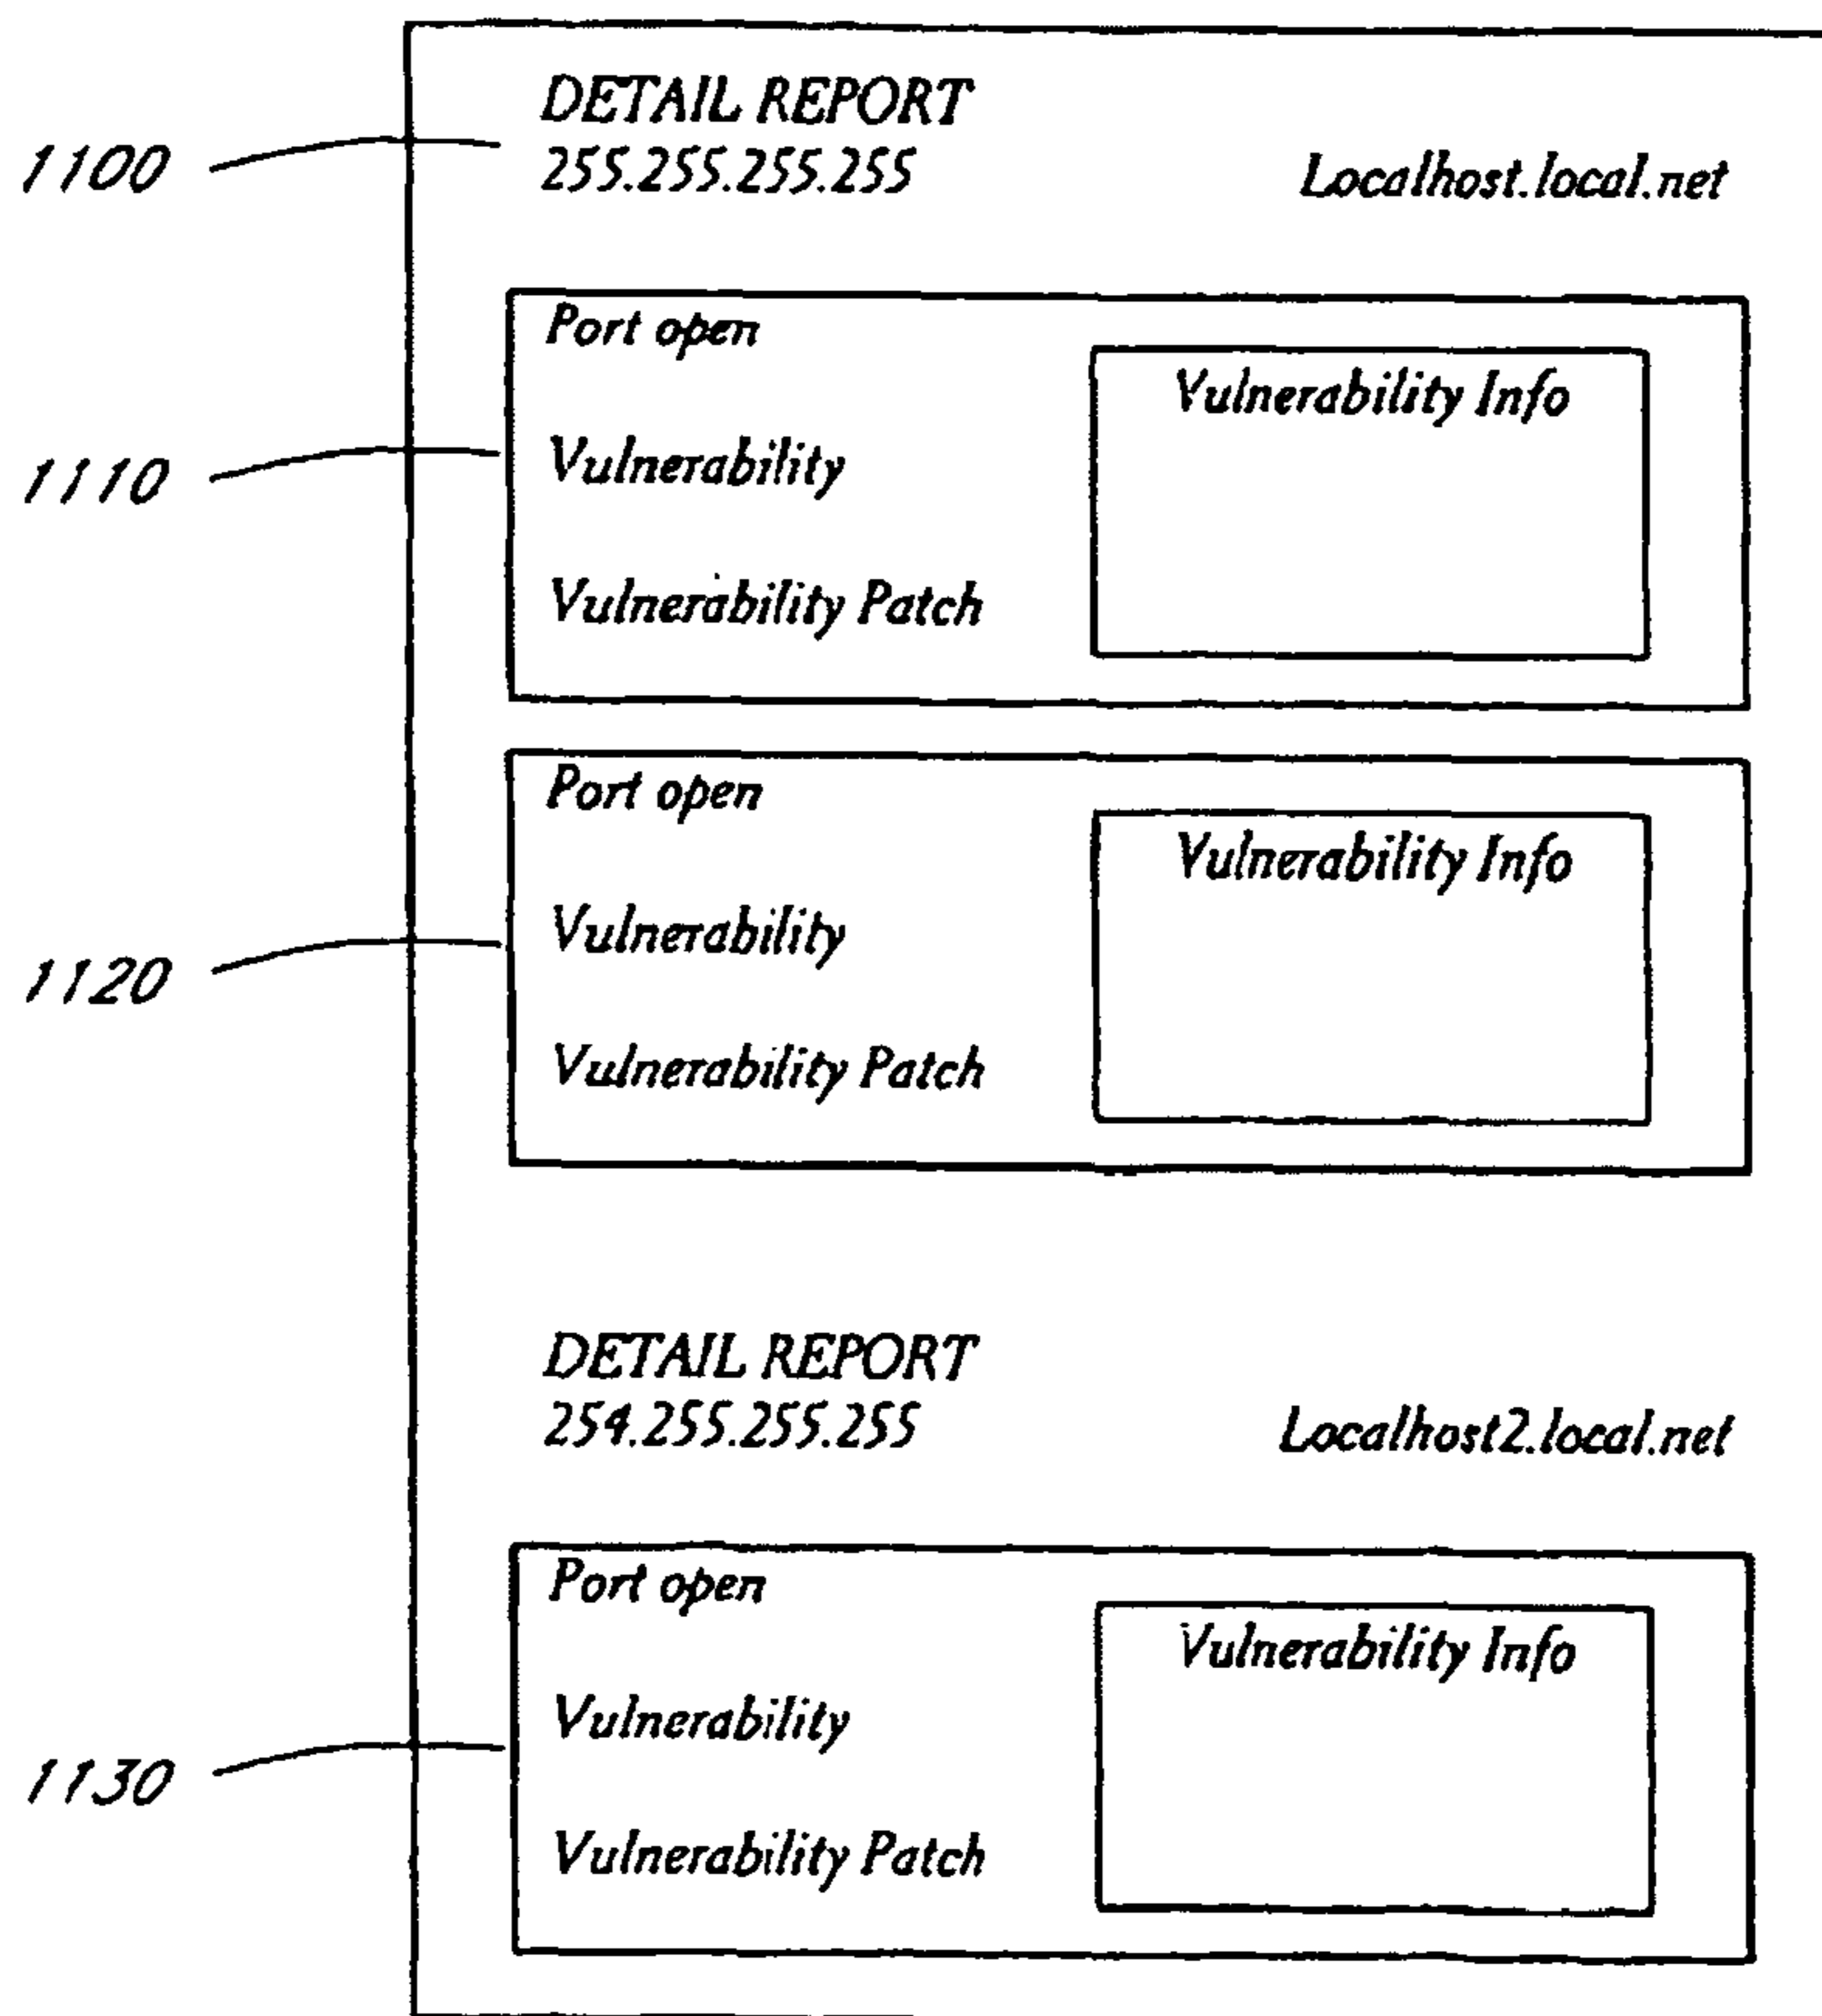 DETAIL REPORT
1100
255.255.255.255 Localhost.local.net
Port open
Vulnerability Info
1110
Vulnerability
Vulnerability Patch
Port open
Vulnerability Info
1120
Vulnerability
Vulnerability Patch
DETAIL REPORT
254.255.255.255 Localhost2.local.net
Port open
Vulnerability Info
1130
Vulnerability
Vulnerability Patch